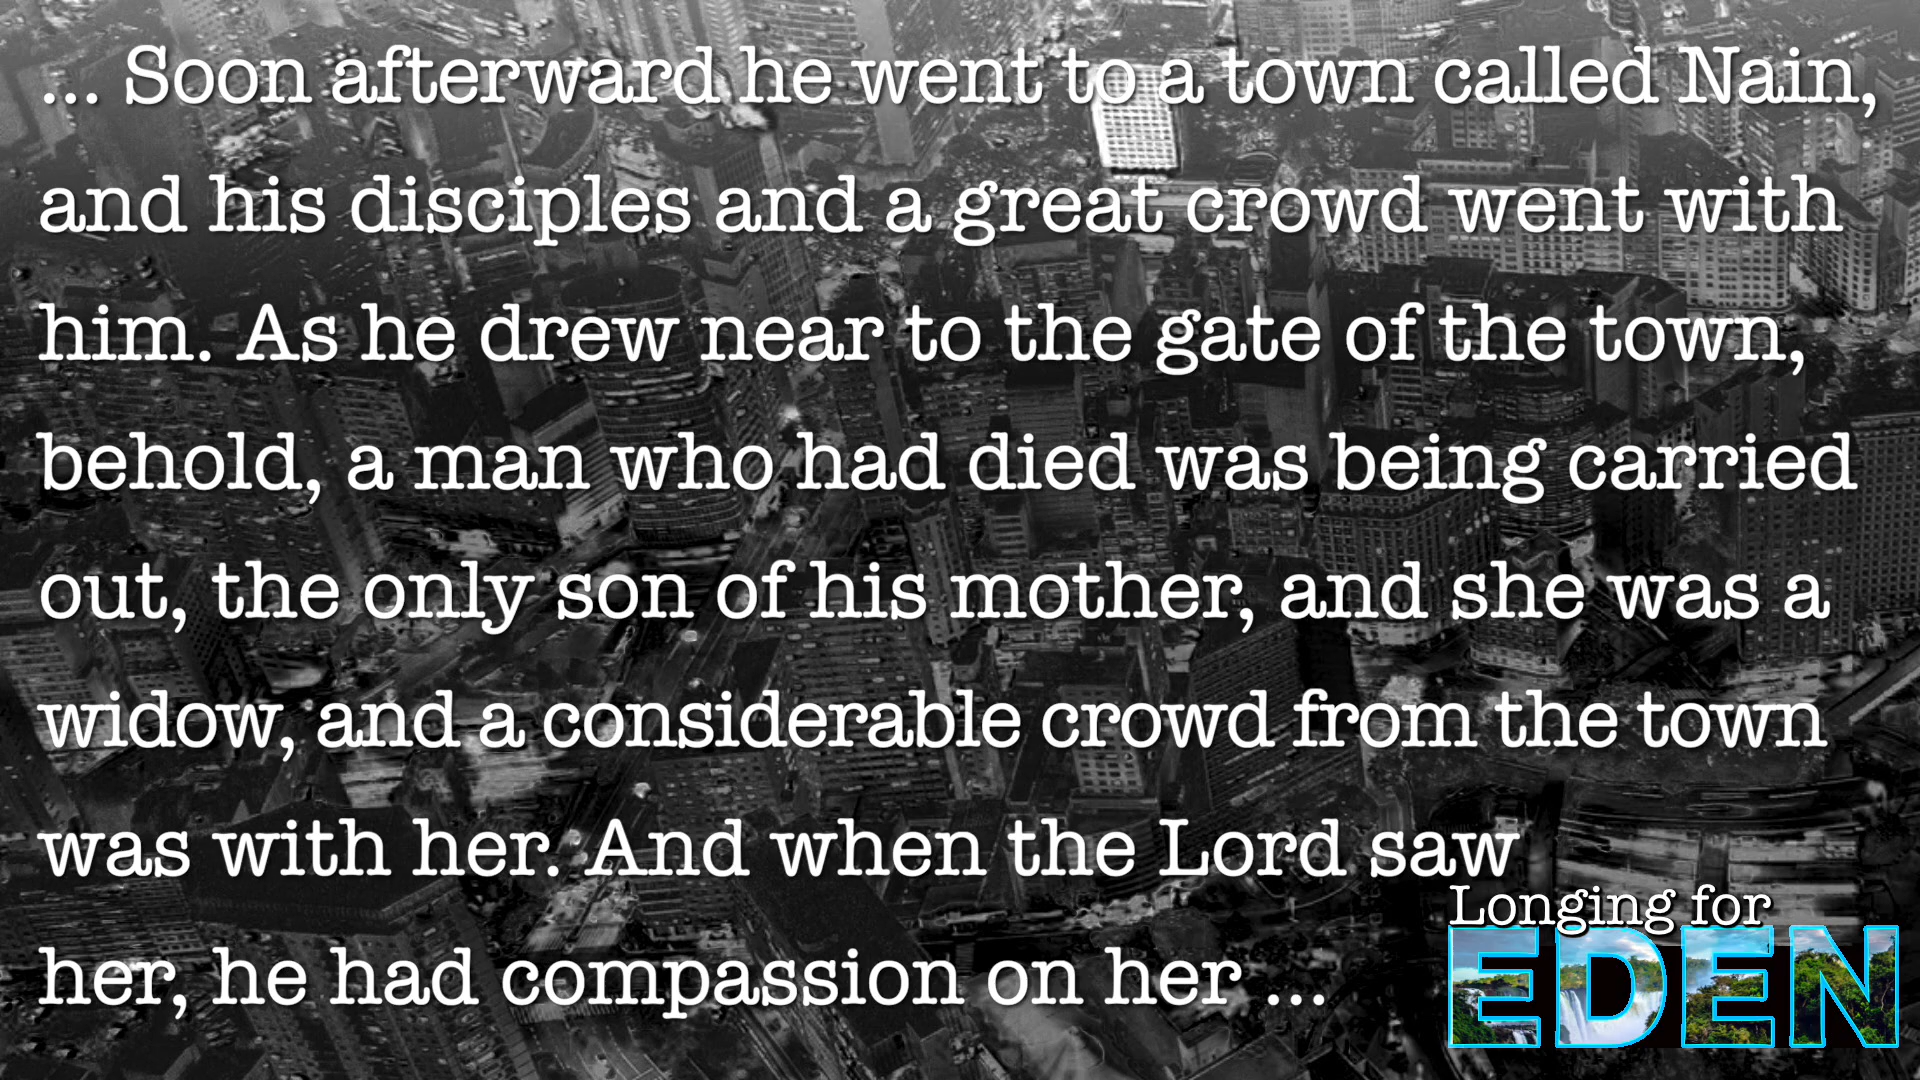 ... Soon afterward he went to a town called Nain,
and his disciples and a great crowd went with
him. As he drew near to the gate of the town,
behold, a man who had died was being carried
out, the only son of his mother, and she was a
widow, and a considerable crowd from the town
was with her. And when the Lord saw
her, he had compassion on her ...
Longing for
EDEN